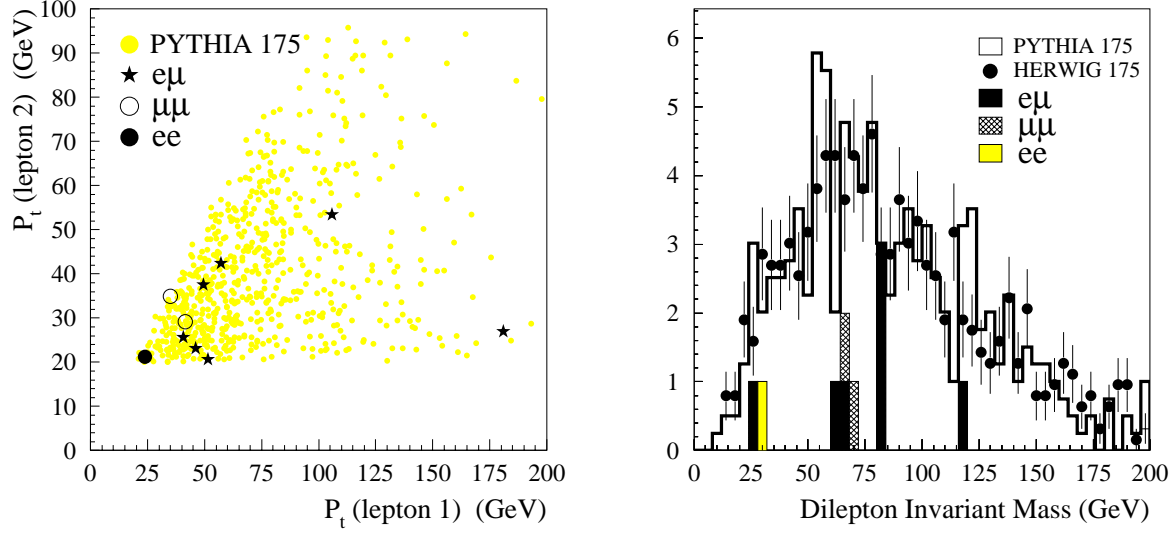 100
90
80
70
60
50
40
30
20
10
0
P_t (lepton 2) (GeV)
PYTHIA 175
eμ
μμ
ee
0 25 50 75 100 125 150 175 200
P_t (lepton 1) (GeV)
6
5
4
3
2
1
0
PYTHIA 175
HERWIG 175
eμ
μμ
ee
0 25 50 75 100 125 150 175 200
Dilepton Invariant Mass (GeV)